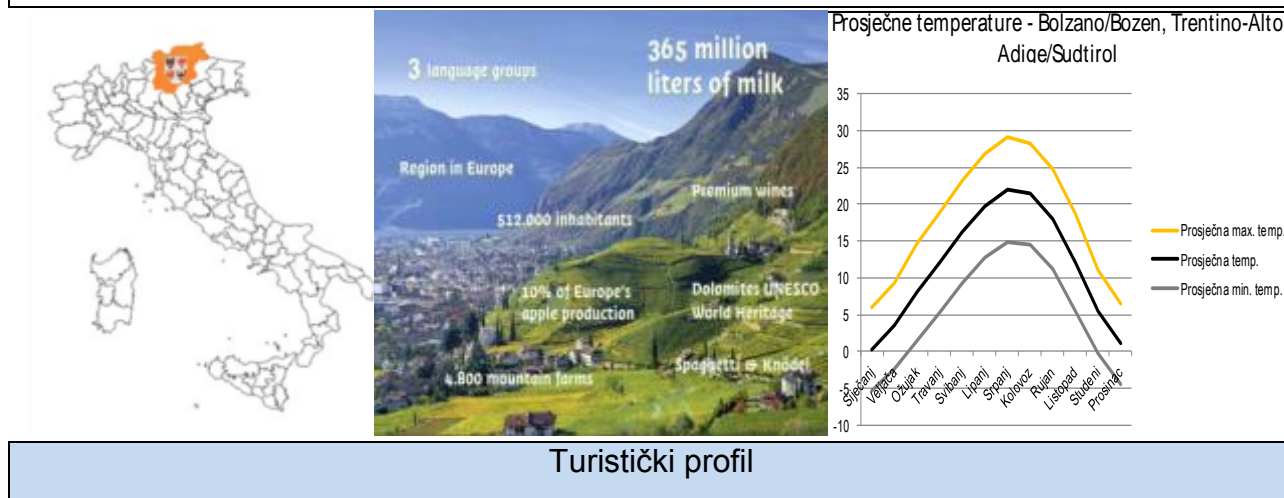 3 language groups
365 million
liters of milk
Region in Europe
Premium wines
512.000 inhabitants
10% of Europe's
apple production
Dolomites UNESCO
World Heritage
4.800 mountain farms
Spaggetti & Knödel
Prosječne temperature - Bolzano/Bozen, Trentino-Alto
Adige/Sudtirol
35
30
25
20
15
10
5
0
-5
-10
Siječanj
Veljača
Ožujak
Travanj
Svibanj
Lipanj
Srpanj
Kolovoz
Rujan
Listopad
Studeni
Prosinac
Prosječna max. temp.
Prosječna temp.
Prosječna min. temp.
Turistički profil